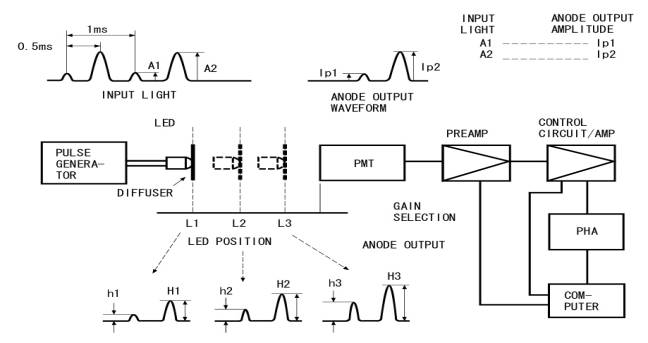 1ms
0.5ms
A1
A2
INPUT LIGHT
Ip1
Ip2
ANODE OUTPUT
WAVEFORM
INPUT
LIGHT
ANODE OUTPUT
AMPLITUDE
A1
Ip1
A2
Ip2
LED
PULSE
GENERA-
TOR
DIFFUSER
PMT
PREAMP
CONTROL
CIRCUIT/AMP
GAIN
SELECTION
L1
L2
L3
LED POSITION
ANODE OUTPUT
PHA
COM-
PUTER
h1
H1
h2
H2
h3
H3